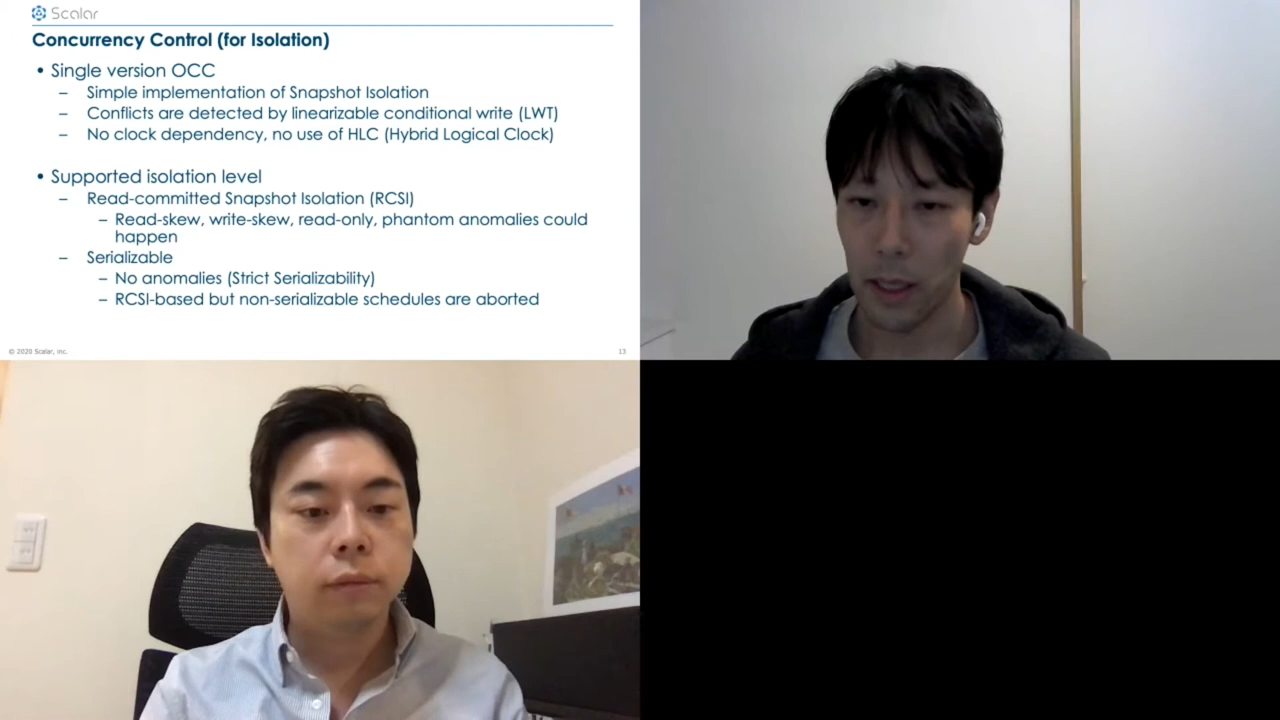 Scalar
Concurrency Control (for Isolation)
• Single version OCC
– Simple implementation of Snapshot Isolation
– Conflicts are detected by linearizable conditional write (LWT)
– No clock dependency, no use of HLC (Hybrid Logical Clock)
• Supported isolation level
– Read-committed Snapshot Isolation (RCSI)
– Read-skew, write-skew, read-only, phantom anomalies could
happen
– Serializable
– No anomalies (Strict Serializability)
– RCSI-based but non-serializable schedules are aborted
© 2020 Scalar, inc.
13